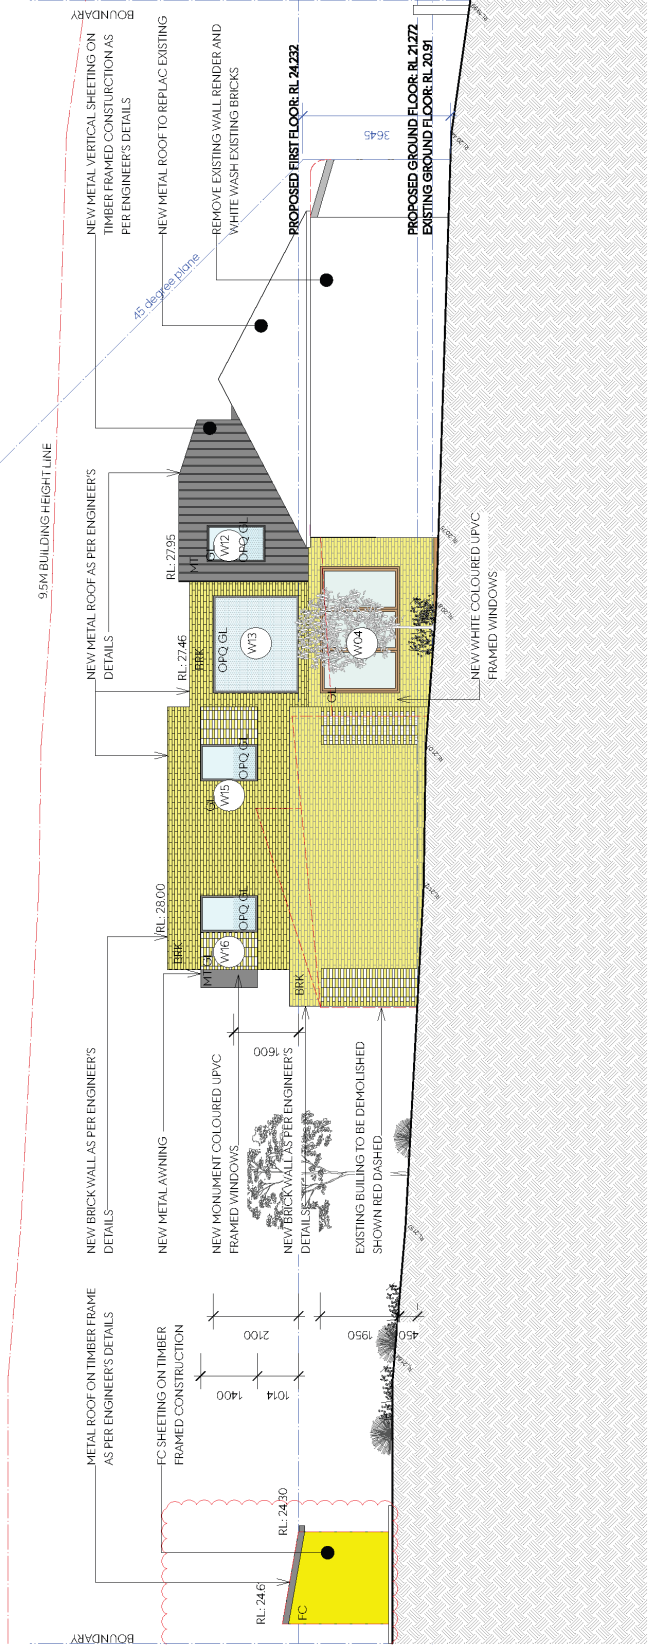 BOUNDARY
METAL ROOF ON TIMBER FRAME
AS PER ENGINEER'S DETAILS
FC SHEETING ON TIMBER
FRAMED CONSTRUCTION
RL: 24.6
RL: 24.30
FC
1400
1014
2100
1950
450
NEW BRICK WALL AS PER ENGINEER'S
DETAILS
NEW METAL AWNING
NEW MONUMENT COLOURED UPVC
FRAMED WINDOWS
NEW BRICK WALL AS PER ENGINEER'S
DETAILS
EXISTING BUILING TO BE DEMOLISHED
SHOWN RED DASHED
1600
RL: 28.00
BRK
MT GL
W16
OPQ GL
BRK
GL
W15
OPQ GL
9.5M BUILDING HEIGHT LINE
NEW METAL ROOF AS PER ENGINEER'S
DETAILS
RL: 27.46
BRK
OPQ GL
W13
GL
W04
NEW WHITE COLOURED UPVC
FRAMED WINDOWS
RL: 27.95
MT
GL
W12
OPQ GL
45 degree plane
NEW METAL VERTICAL SHEETING ON
TIMBER FRAMED CONSTURCTION AS
PER ENGINEER'S DETAILS
NEW METAL ROOF TO REPLAC EXISTING
REMOVE EXISTING WALL RENDER AND
WHITE WASH EXISTING BRICKS
PROPOSED FIRST FLOOR: RL 24.232
3645
PROPOSED GROUND FLOOR: RL 21.272
EXISTING GROUND FLOOR: RL 20.91
BOUNDARY